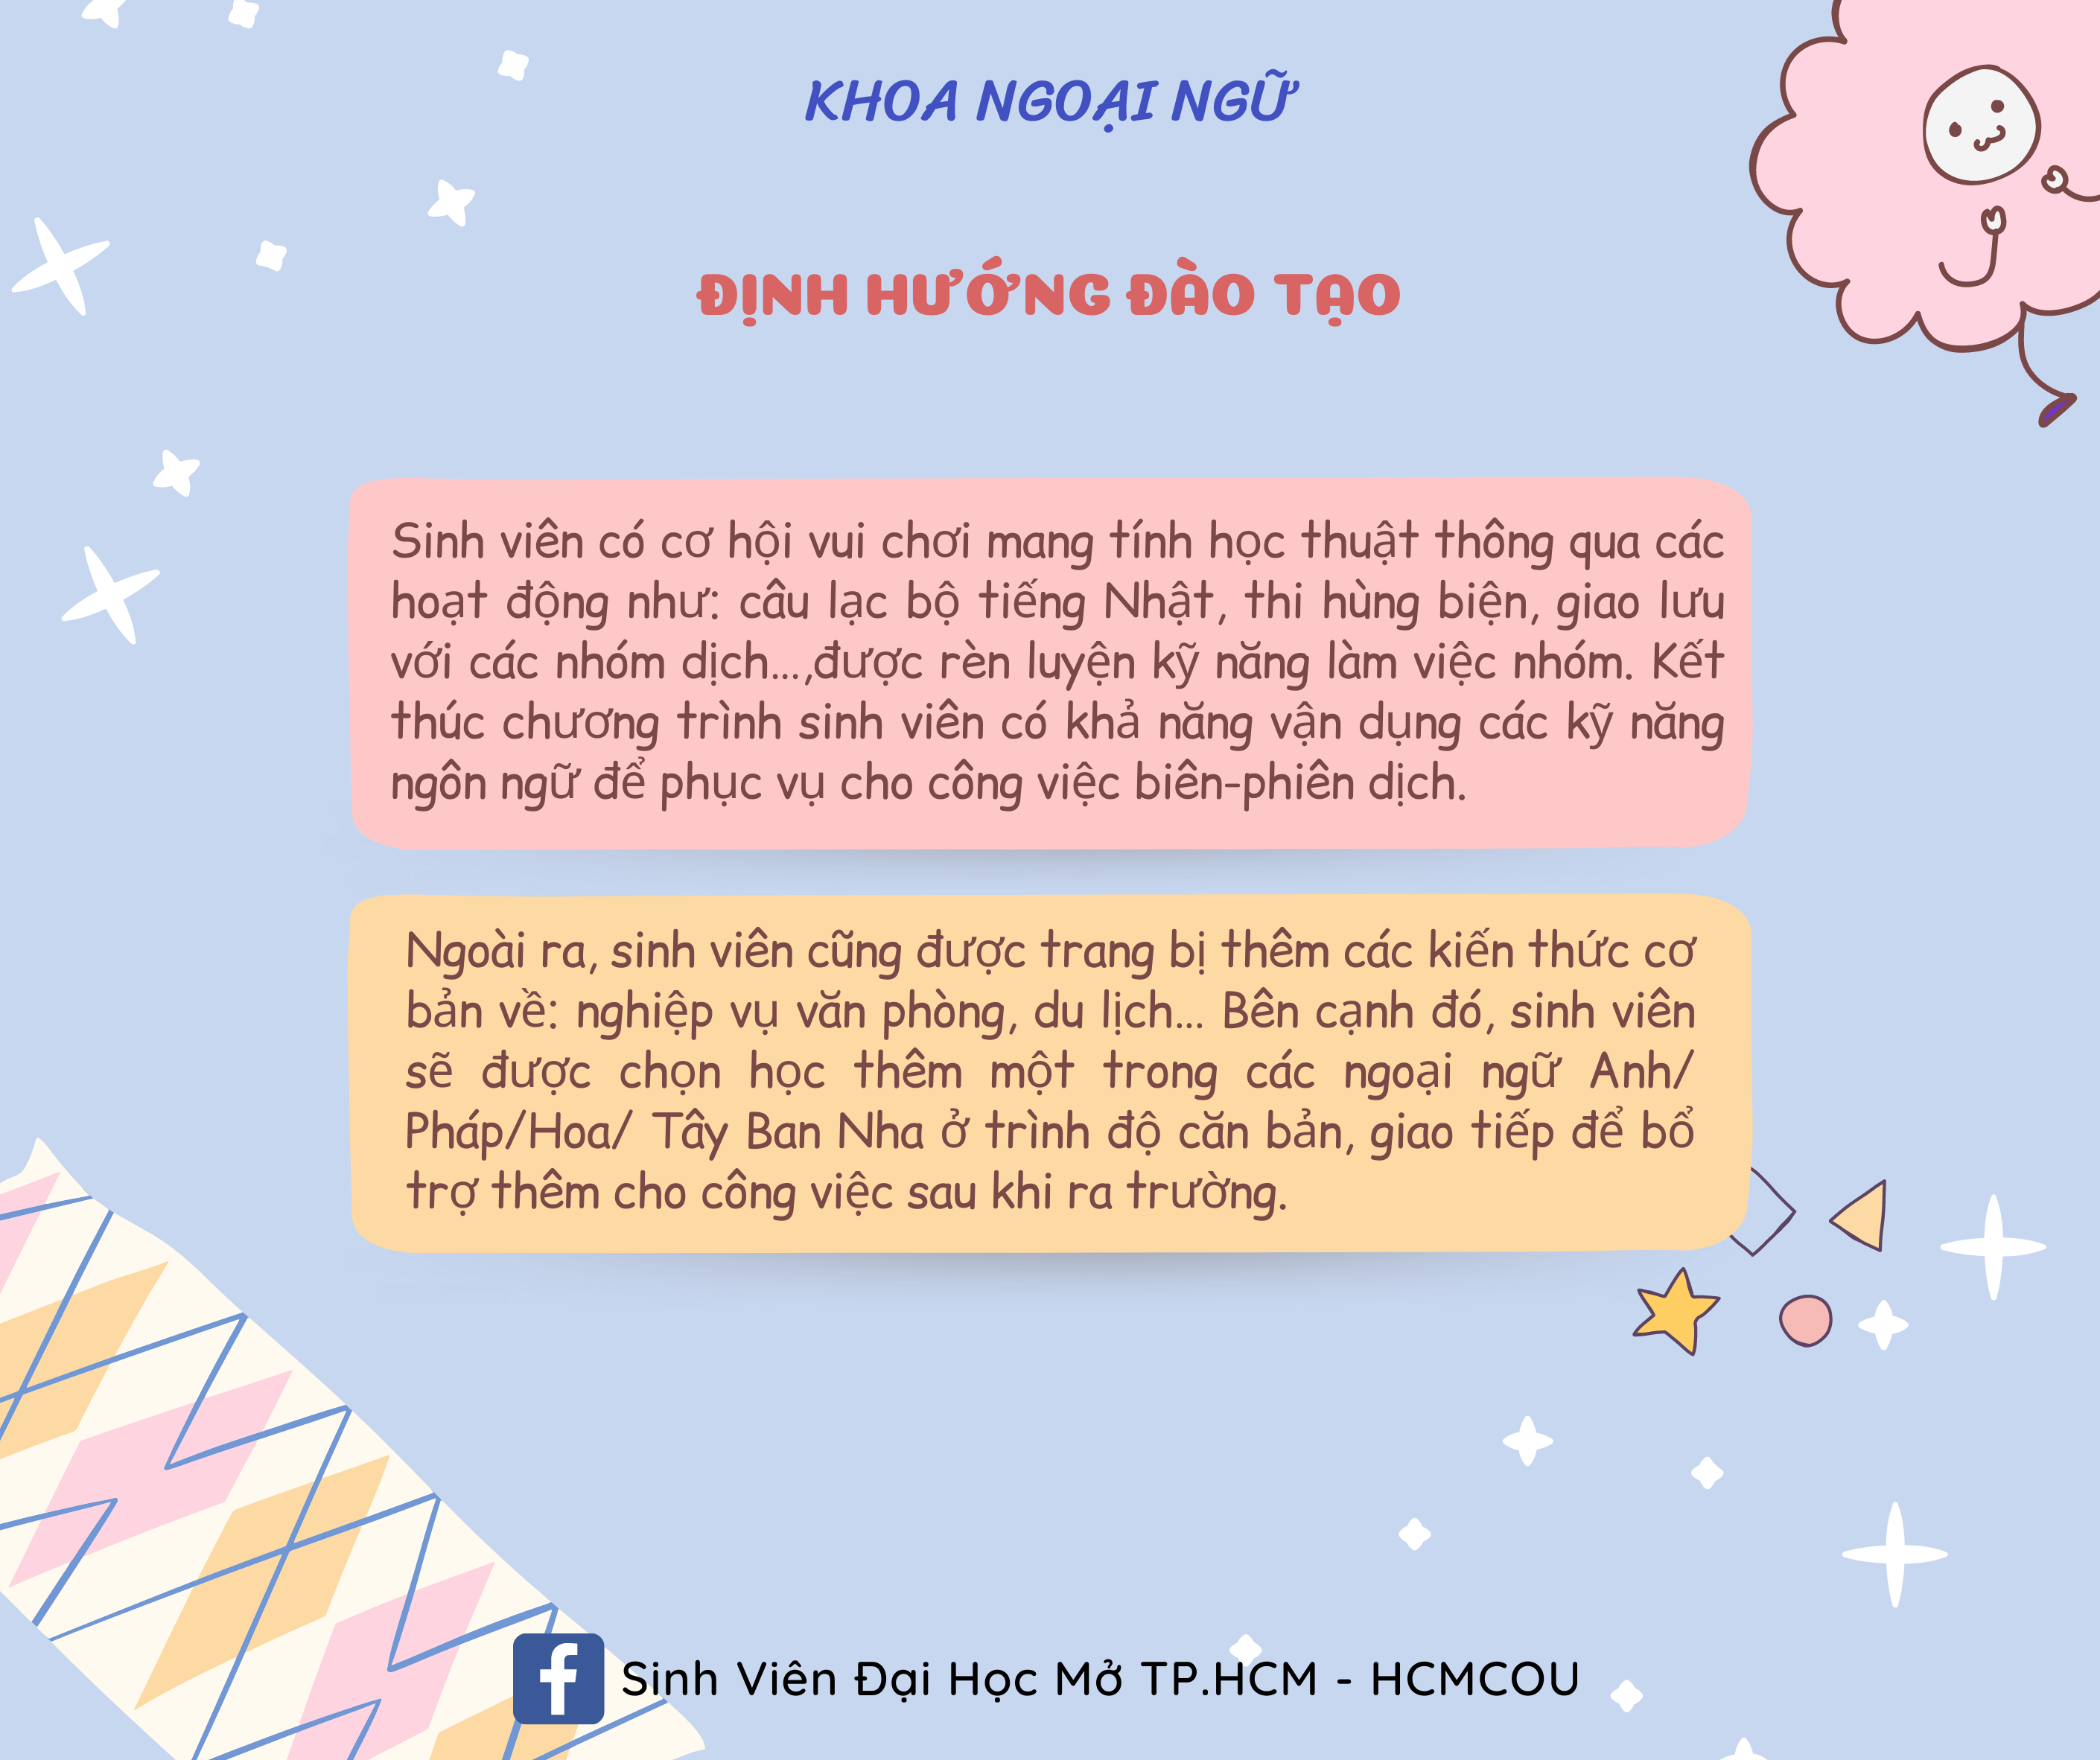 KHOA NGOẠI NGỮ
ĐỊNH HƯỚNG ĐÀO TẠO
Sinh viên có cơ hội vui chơi mang tính học thuật thông qua các
hoạt động như: câu lạc bộ tiếng Nhật, thi hùng biện, giao lưu
với các nhóm dịch...,được rèn luyện kỹ năng làm việc nhóm. Kết
thúc chương trình sinh viên có khả năng vận dụng các kỹ năng
ngôn ngữ để phục vụ cho công việc biên-phiên dịch.
Ngoài ra, sinh viên cũng được trang bị thêm các kiến thức cơ
bản về: nghiệp vụ văn phòng, du lịch... Bên cạnh đó, sinh viên
sẽ được chọn học thêm một trong các ngoại ngữ Anh/
Pháp/Hoa/ Tây Ban Nha ở trình độ căn bản, giao tiếp để bổ
trợ thêm cho công việc sau khi ra trường.
Sinh Viên Đại Học Mở TP.HCM - HCMCOU